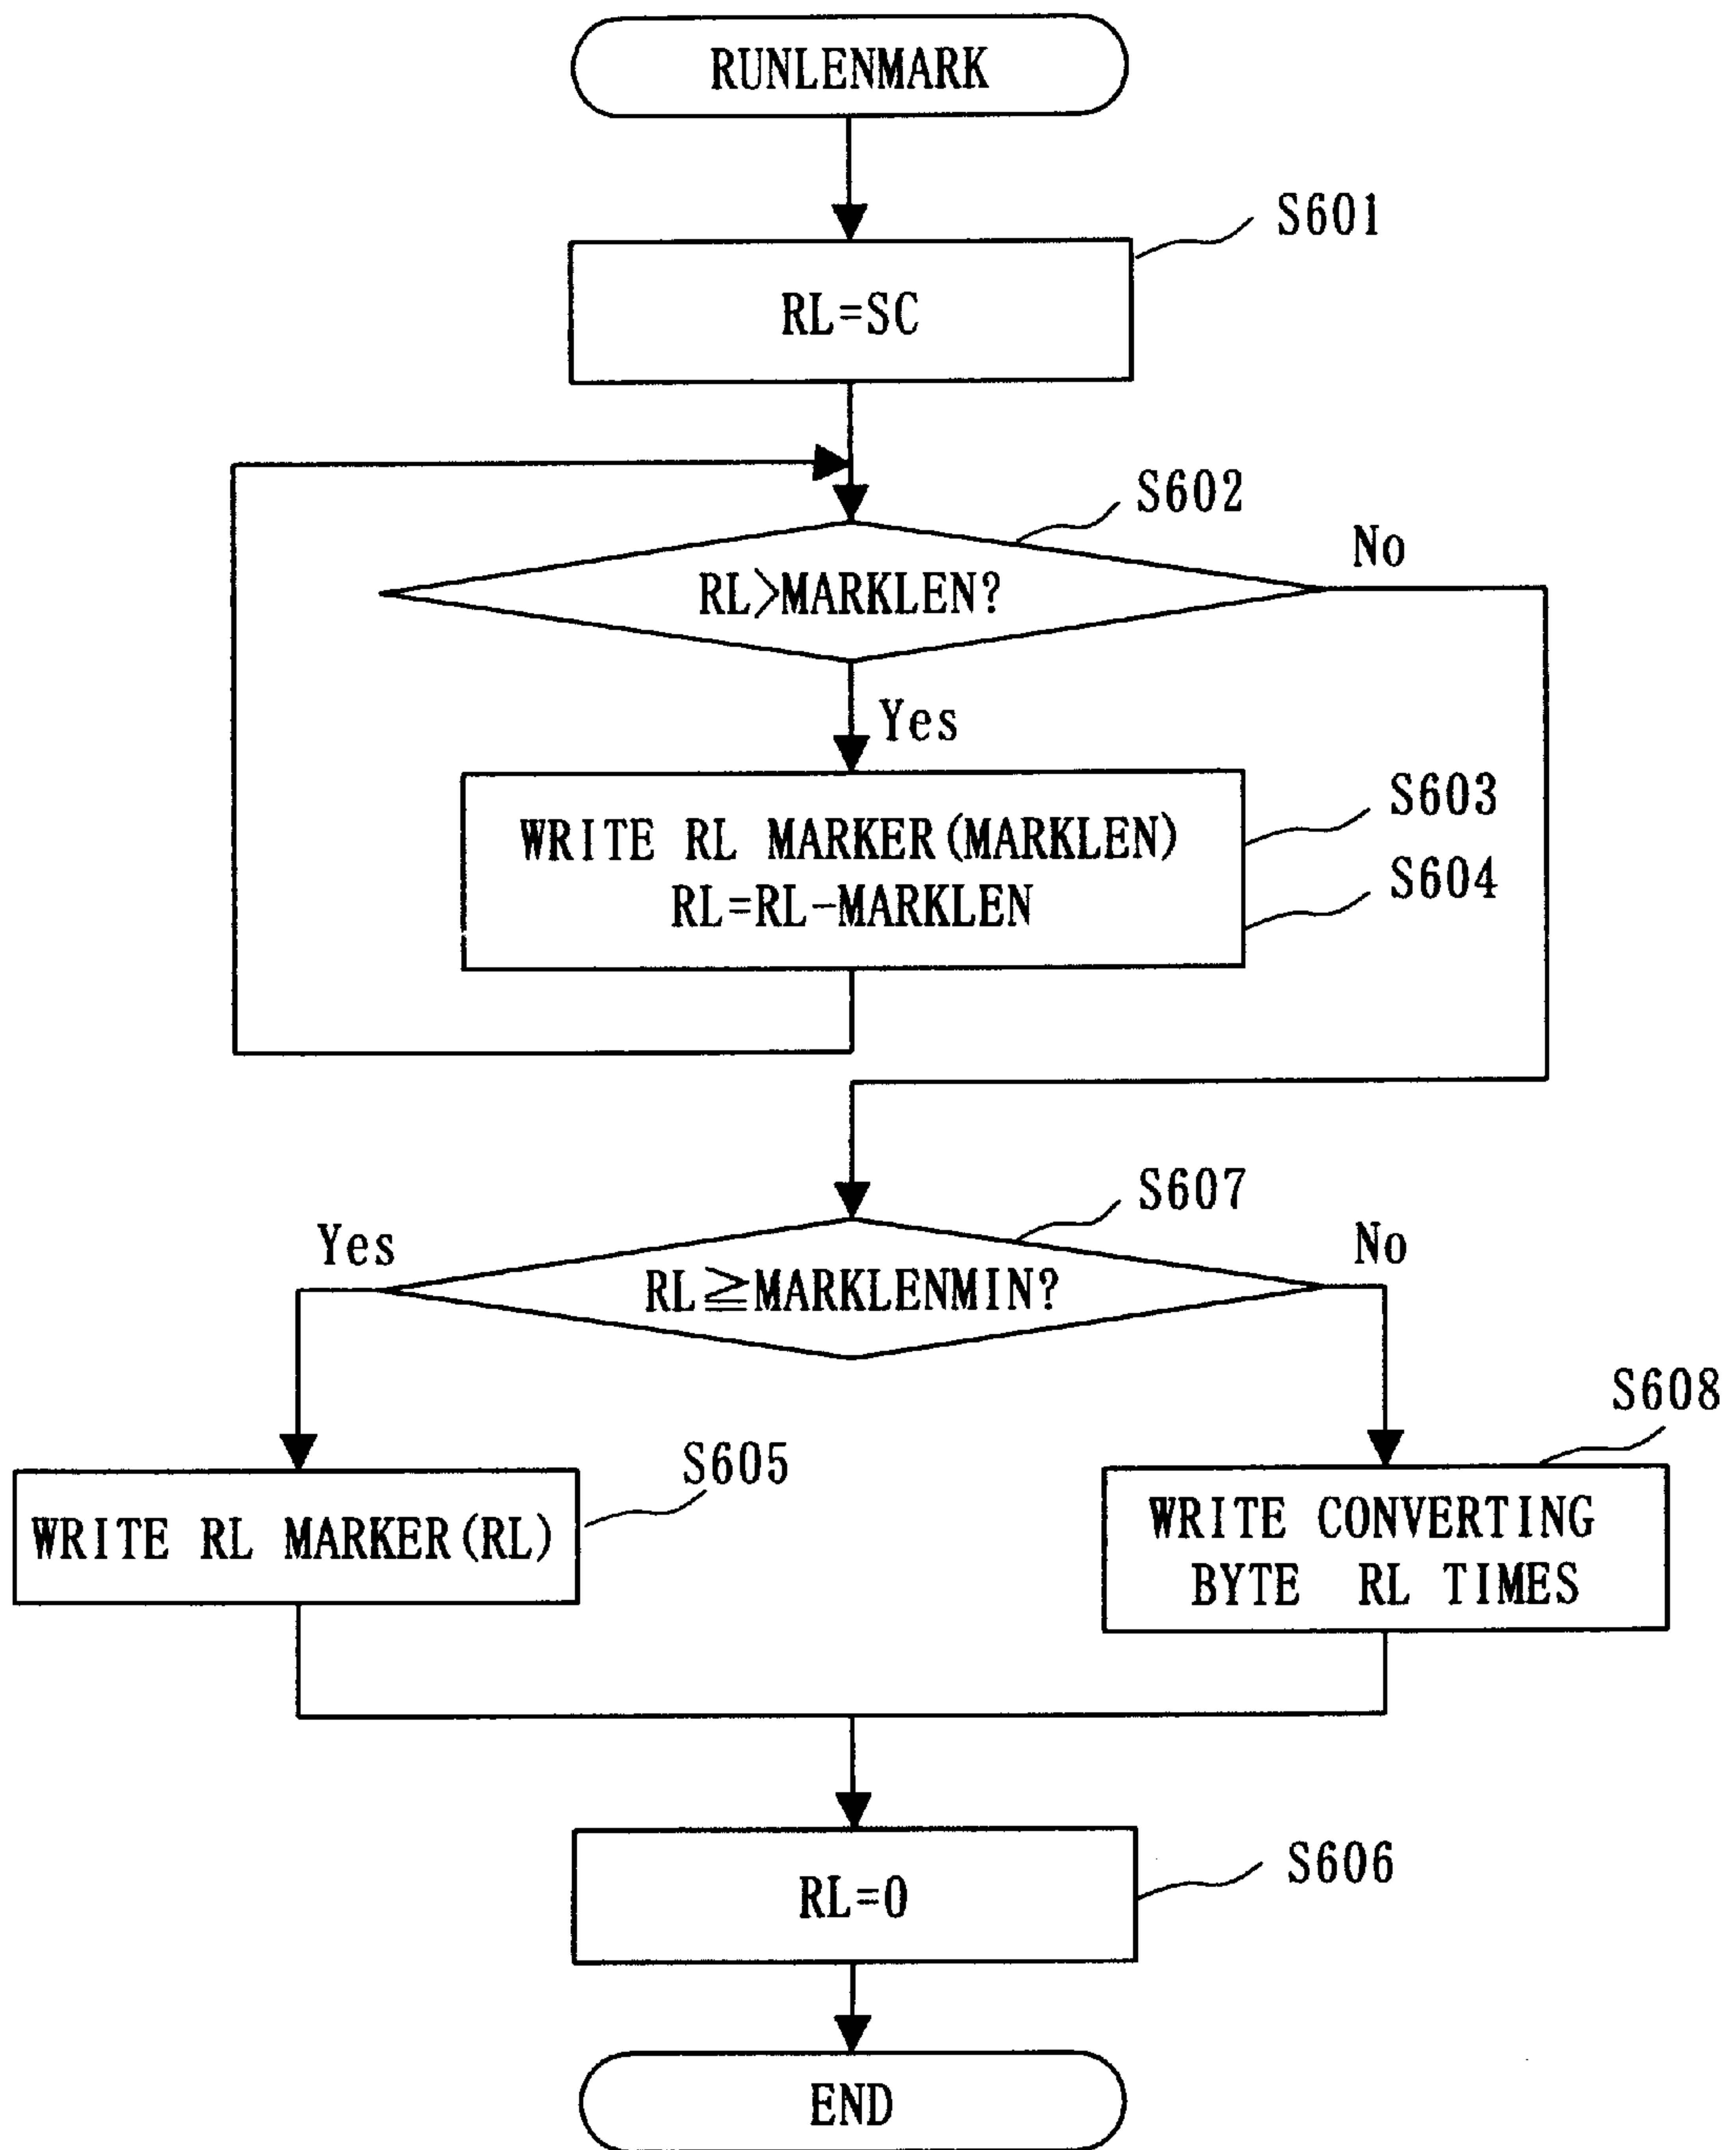 RUNLENMARK
S601
RL=SC
S602
No
RL>MARKLEN?
Yes
S603
WRITE RL MARKER(MARKLEN)
S604
RL=RL-MARKLEN
S607
Yes
No
RL≧MARKLENMIN?
S608
S605
WRITE RL MARKER(RL)
WRITE CONVERTING
BYTE RL TIMES
S606
RL=0
END